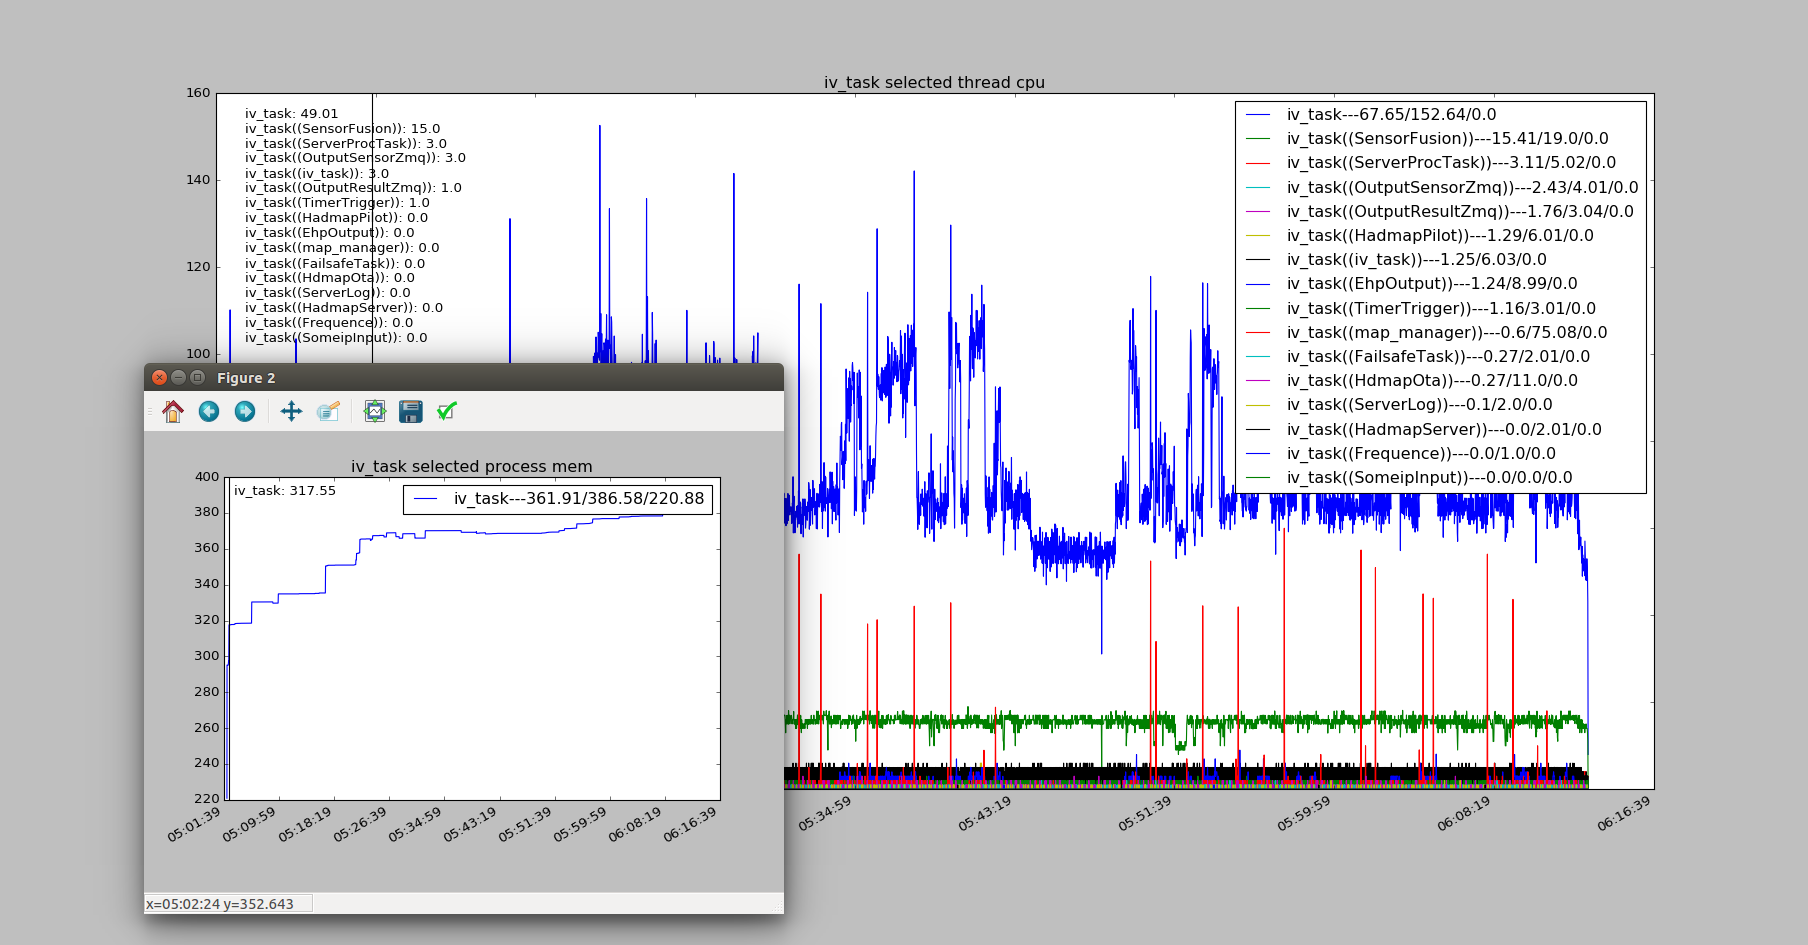 iv_task selected thread cpu
160
140
120
100
iv_task: 49.01
iv_task((SensorFusion)): 15.0
iv_task((ServerProcTask)): 3.0
iv_task((OutputSensorZmq)): 3.0
iv_task((iv_task)): 3.0
iv_task((OutputResultZmq)): 1.0
iv_task((TimerTrigger)): 1.0
iv_task((HadmapPilot)): 0.0
iv_task((EhpOutput)): 0.0
iv_task((map_manager)): 0.0
iv_task((FailsafeTask)): 0.0
iv_task((HdmapOta)): 0.0
iv_task((ServerLog)): 0.0
iv_task((HadmapServer)): 0.0
iv_task((Frequence)): 0.0
iv_task((SomeipInput)): 0.0
iv_task---67.65/152.64/0.0
iv_task((SensorFusion))---15.41/19.0/0.0
iv_task((ServerProcTask))---3.11/5.02/0.0
iv_task((OutputSensorZmq))---2.43/4.01/0.0
iv_task((OutputResultZmq))---1.76/3.04/0.0
iv_task((HadmapPilot))---1.29/6.01/0.0
iv_task((iv_task))---1.25/6.03/0.0
iv_task((EhpOutput))---1.24/8.99/0.0
iv_task((TimerTrigger))---1.16/3.01/0.0
iv_task((map_manager))---0.6/75.08/0.0
iv_task((FailsafeTask))---0.27/2.01/0.0
iv_task((HdmapOta))---0.27/11.0/0.0
iv_task((ServerLog))---0.1/2.0/0.0
iv_task((HadmapServer))---0.0/2.01/0.0
iv_task((Frequence))---0.0/1.0/0.0
iv_task((SomeipInput))---0.0/0.0/0.0
05:34:59
05:43:19
05:51:39
05:59:59
06:08:19
06:16:39
Figure 2
iv_task selected process mem
400
380
360
340
320
300
280
260
240
220
iv_task: 317.55
iv_task---361.91/386.58/220.88
05:01:39
05:09:59
05:18:19
05:26:39
05:34:59
05:43:19
05:51:39
05:59:59
06:08:19
06:16:39
x=05:02:24 y=352.643